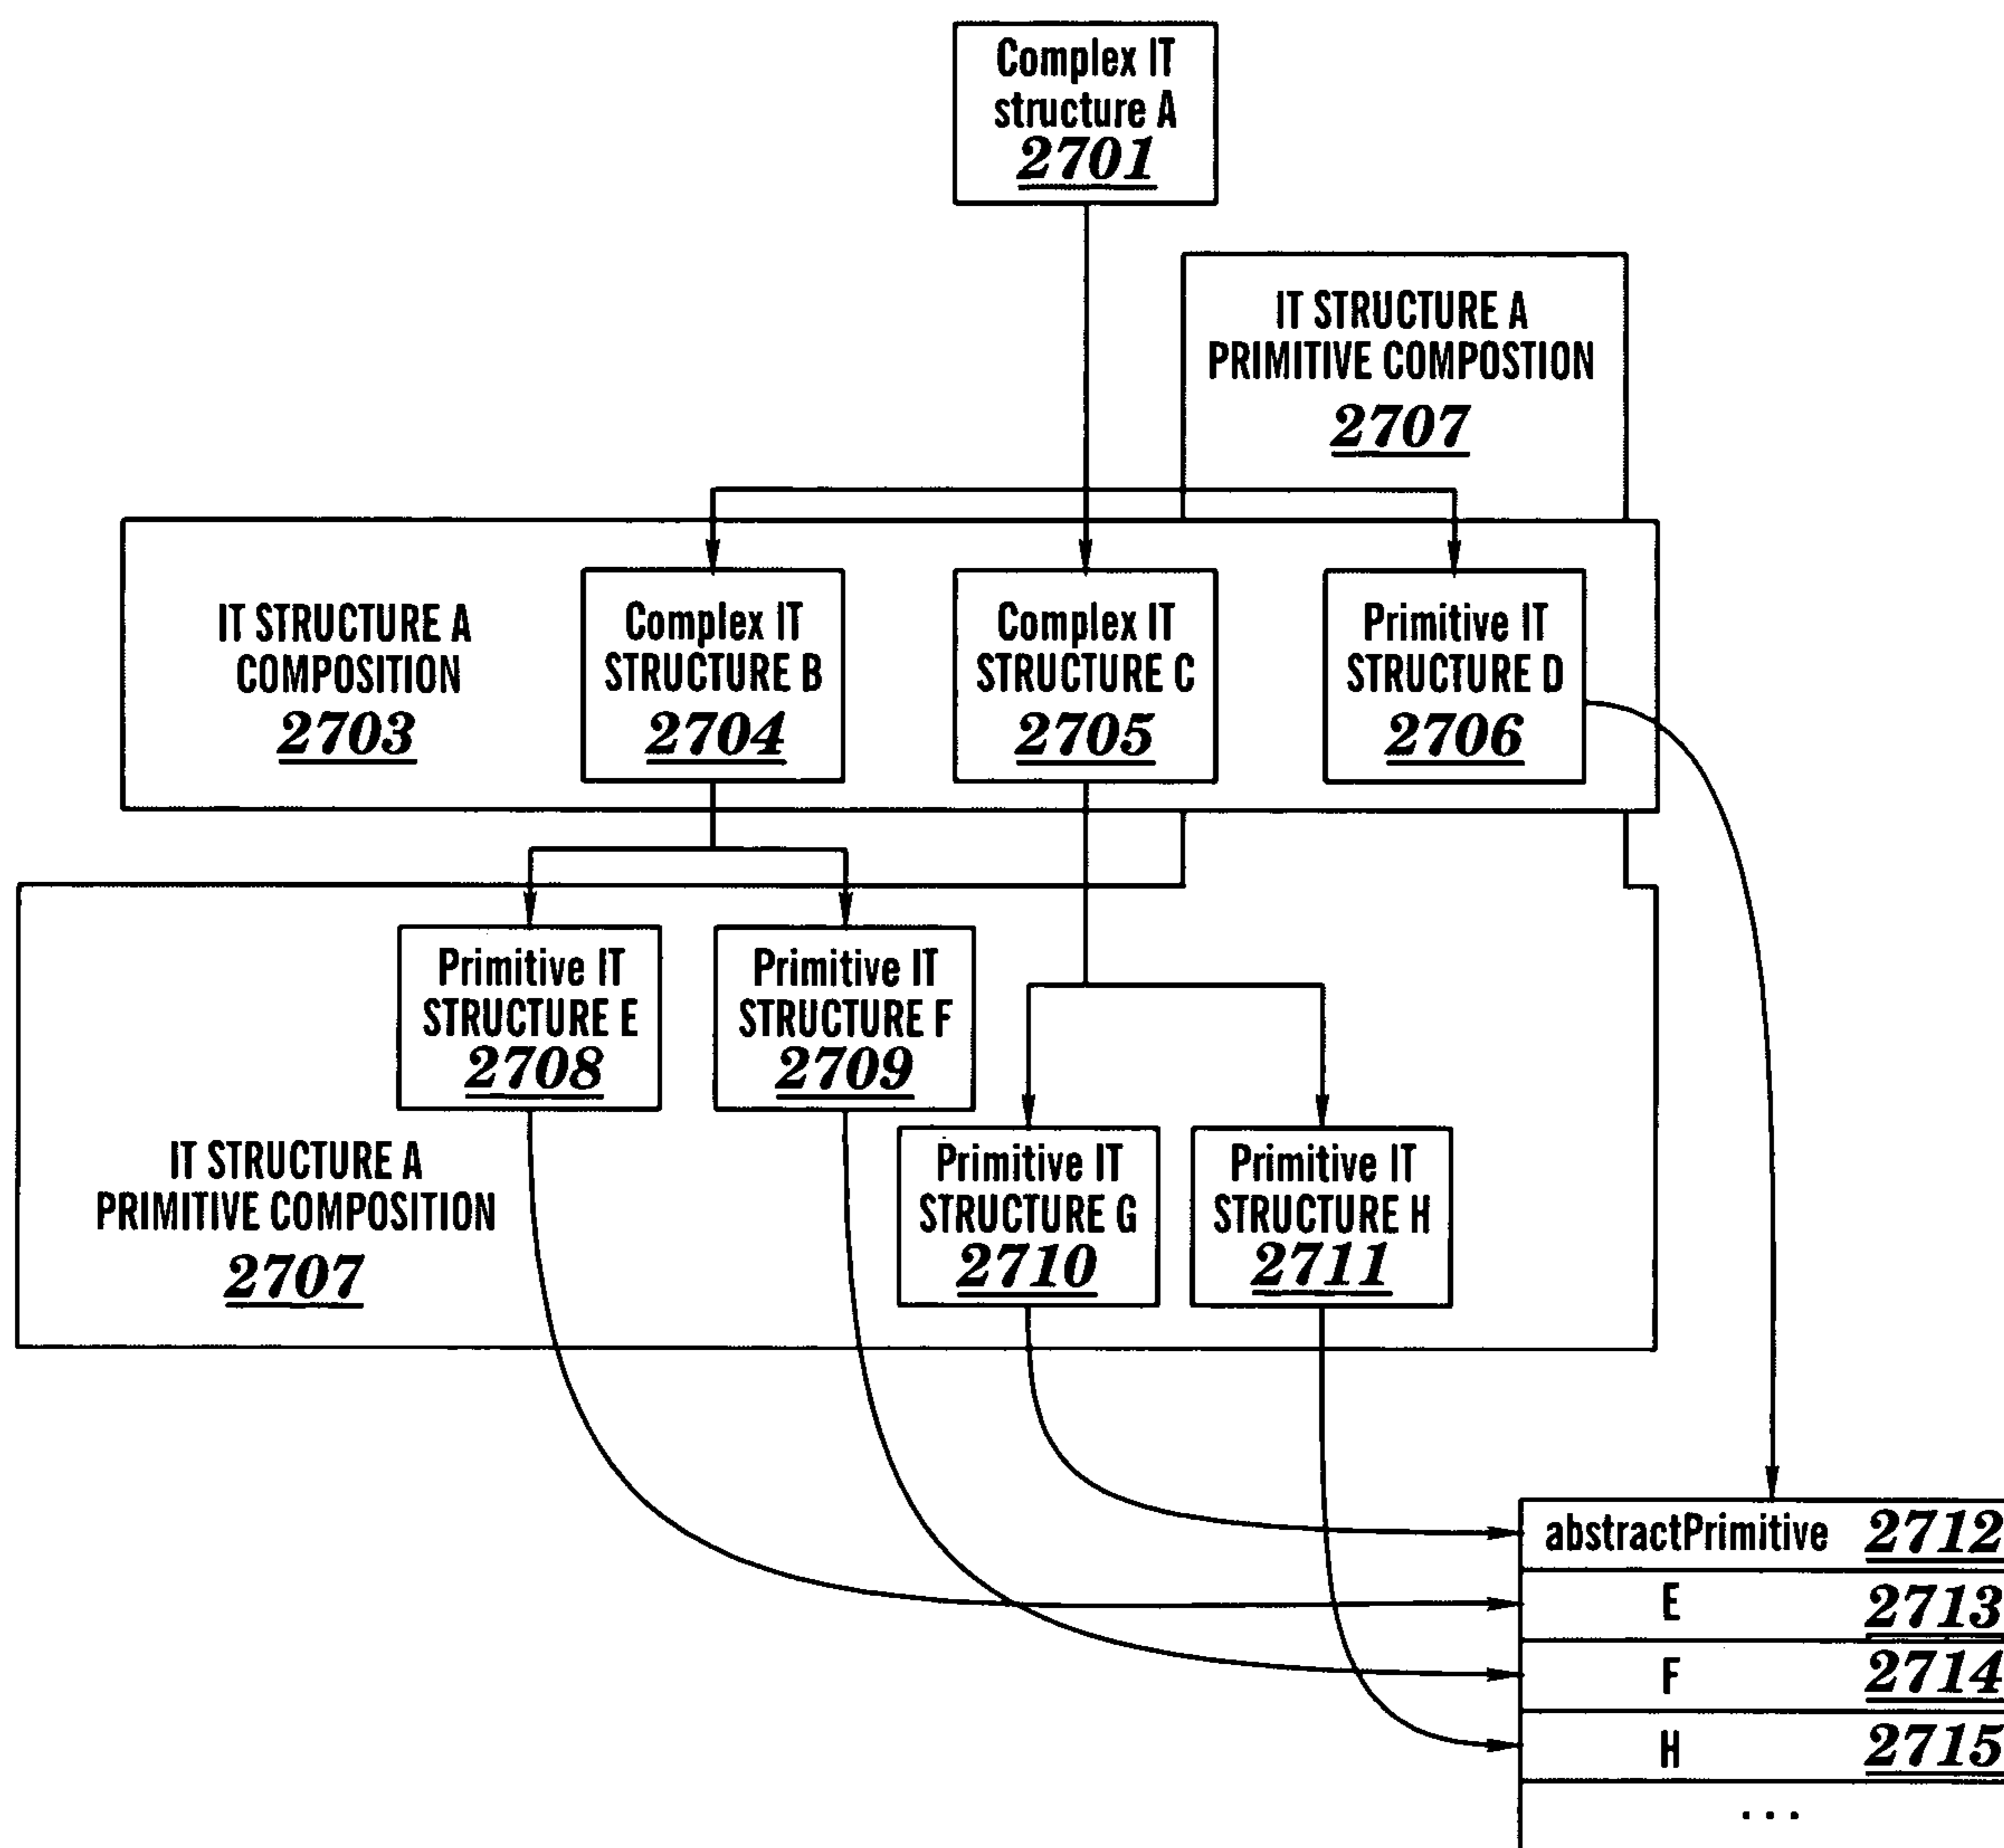 Complex IT
structure A
2701
IT STRUCTURE A
PRIMITIVE COMPOSTION
2707
IT STRUCTURE A
COMPOSITION
2703
Complex IT
STRUCTURE B
2704
Complex IT
STRUCTURE C
2705
Primitive IT
STRUCTURE D
2706
Primitive IT
STRUCTURE E
2708
Primitive IT
STRUCTURE F
2709
IT STRUCTURE A
PRIMITIVE COMPOSITION
2707
Primitive IT
STRUCTURE G
2710
Primitive IT
STRUCTURE H
2711
abstractPrimitive 2712
E 2713
F 2714
H 2715
...